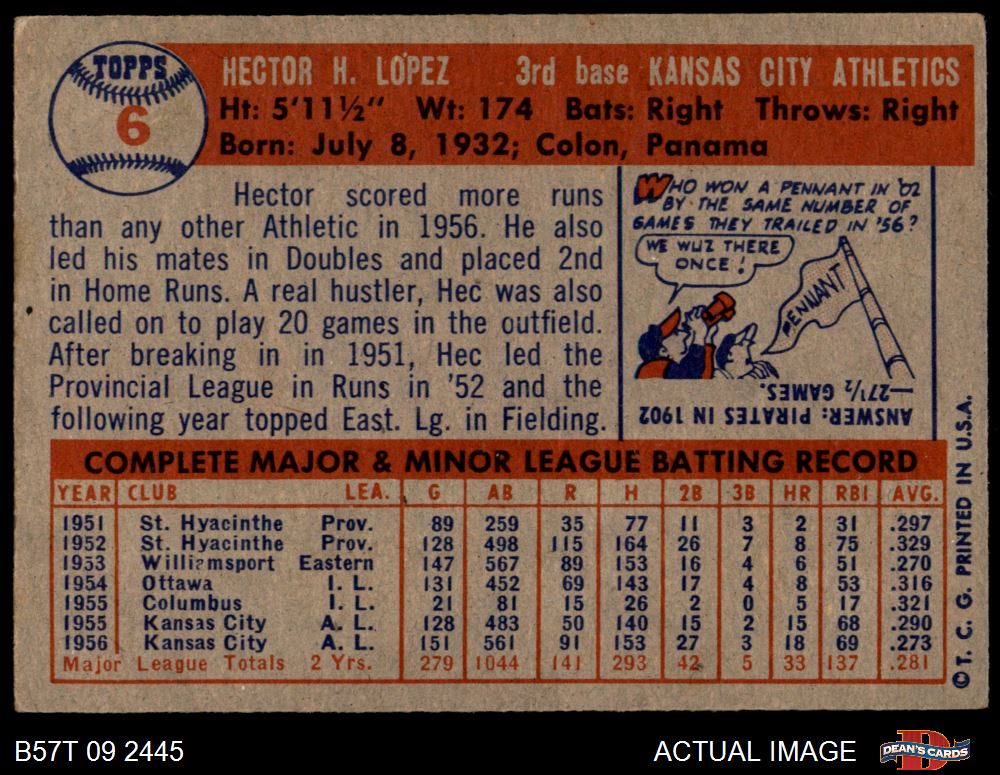 TOPPS
6
HECTOR H. LOPEZ 3rd base KANSAS CITY ATHLETICS
Ht: 5'11½" Wt: 174 Bats: Right Throws: Right
Born: July 8, 1932; Colon, Panama
Hector scored more runs
than any other Athletic in 1956. He also
led his mates in Doubles and placed 2nd
in Home Runs. A real hustler, Hec was also
called on to play 20 games in the outfield.
After breaking in in 1951, Hec led the
Provincial League in Runs in '52 and the
following year topped East. Lg. in Fielding.
WHO WON A PENNANT IN '02
BY THE SAME NUMBER OF
GAMES THEY TRAILED IN '56?
WE WUZ THERE
ONCE!
PENNANT
ANSWER: PIRATES IN 1902
—27½ GAMES.
COMPLETE MAJOR & MINOR LEAGUE BATTING RECORD
YEAR CLUB LEA. G AB R H 2B 3B HR RBI AVG.
1951 St. Hyacinthe Prov. 89 259 35 77 11 3 2 31 .297
1952 St. Hyacinthe Prov. 128 498 115 164 26 7 8 75 .329
1953 Williamsport Eastern 147 567 89 153 16 4 6 51 .270
1954 Ottawa I. L. 131 452 69 143 17 4 8 53 .316
1955 Columbus I. L. 21 81 15 26 2 0 5 17 .321
1955 Kansas City A. L. 128 483 50 140 15 2 15 68 .290
1956 Kansas City A. L. 151 561 91 153 27 3 18 69 .273
Major League Totals 2 Yrs. 279 1044 141 293 42 5 33 137 .281
©T. C. G. PRINTED IN U.S.A.
B57T 09 2445
ACTUAL IMAGE
D
DEAN'S CARDS